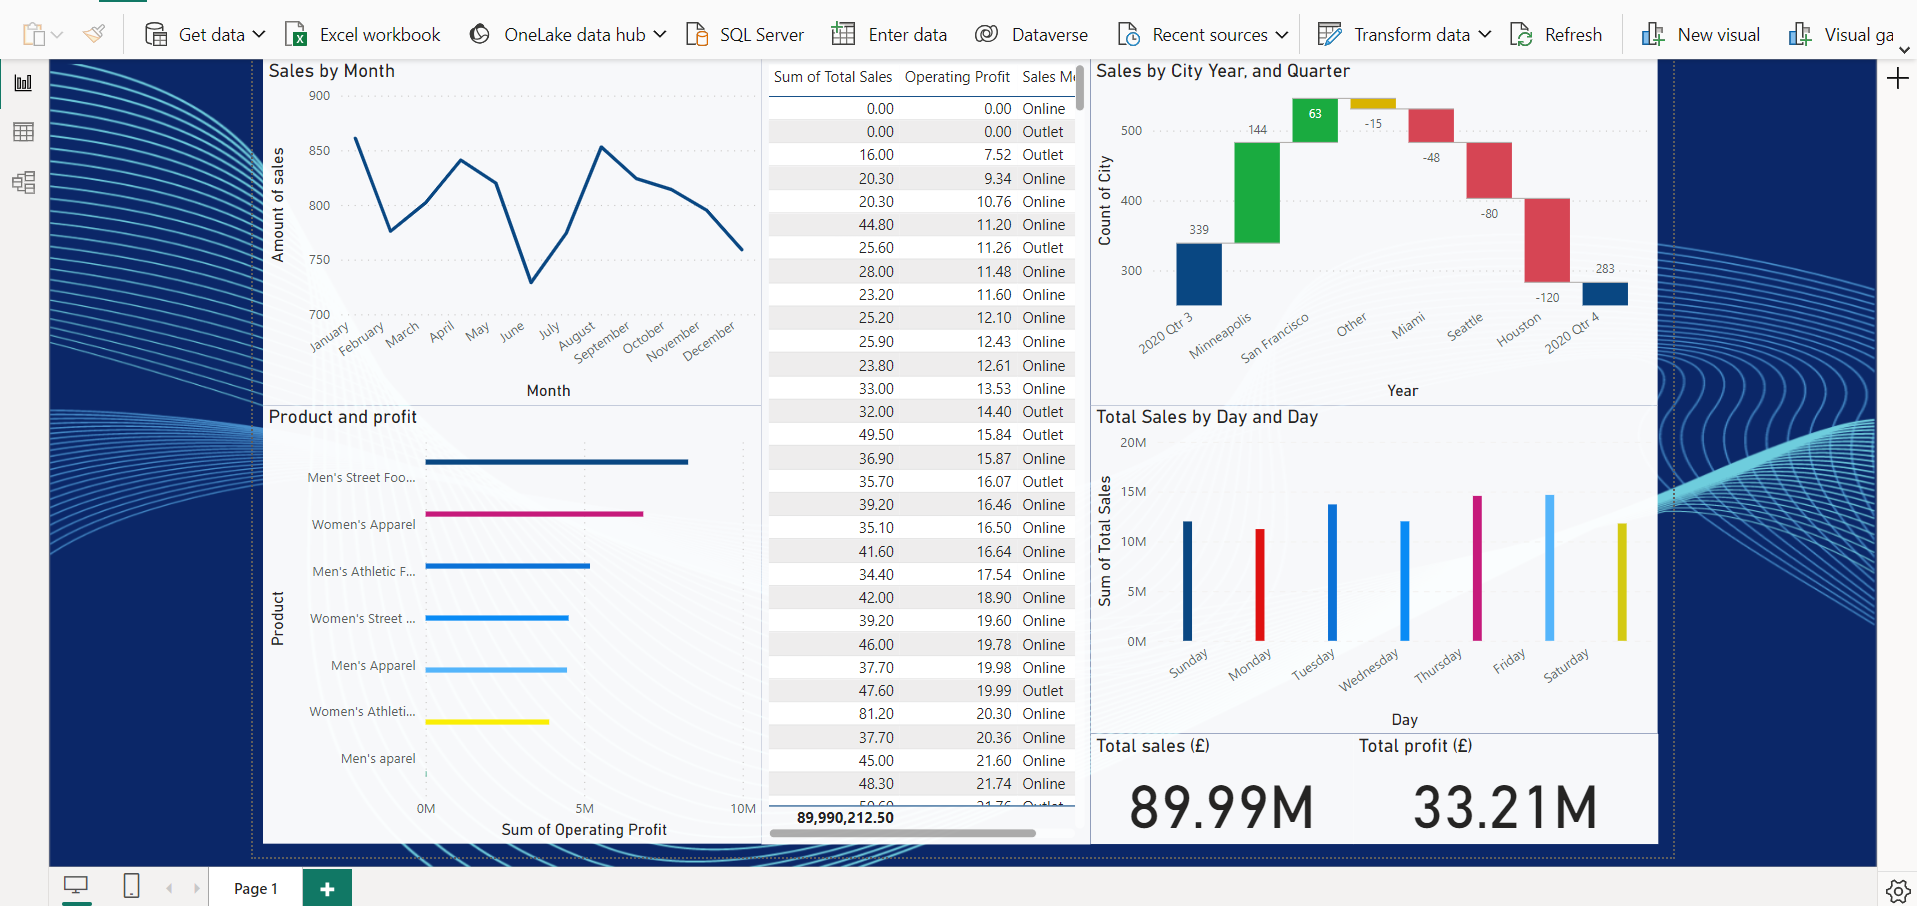 Get data Excel workbook OneLake data hub SQL Server Enter data Dataverse Recent sources Transform data Refresh New visual Visual ga
Sales by Month
Amount of sales
900
850
800
750
700
January February March April May June July August September October November December
Month
Product and profit
Product
Men's Street Foo...
Women's Apparel
Men's Athletic F...
Women's Street ...
Men's Apparel
Women's Athleti...
Men's aparel
0M 5M 10M
Sum of Operating Profit
Sum of Total Sales Operating Profit Sales Me
0.00 0.00 Online
0.00 0.00 Outlet
16.00 7.52 Outlet
20.30 9.34 Online
20.30 10.76 Online
44.80 11.20 Online
25.60 11.26 Outlet
28.00 11.48 Online
23.20 11.60 Online
25.20 12.10 Online
25.90 12.43 Online
23.80 12.61 Online
33.00 13.53 Online
32.00 14.40 Outlet
49.50 15.84 Outlet
36.90 15.87 Online
35.70 16.07 Outlet
39.20 16.46 Online
35.10 16.50 Online
41.60 16.64 Online
34.40 17.54 Online
42.00 18.90 Online
39.20 19.60 Online
46.00 19.78 Online
37.70 19.98 Online
47.60 19.99 Outlet
81.20 20.30 Online
37.70 20.36 Online
45.00 21.60 Online
48.30 21.74 Online
89,990,212.50
Sales by City Year, and Quarter
Count of City
500
400
300
339
144
63
-15
-48
-80
-120
283
2020 Qtr 3 Minneapolis San Francisco Other Miami Seattle Houston 2020 Qtr 4
Year
Total Sales by Day and Day
Sum of Total Sales
20M
15M
10M
5M
0M
Sunday Monday Tuesday Wednesday Thursday Friday Saturday
Day
Total sales (£) Total profit (£)
89.99M 33.21M
Page 1